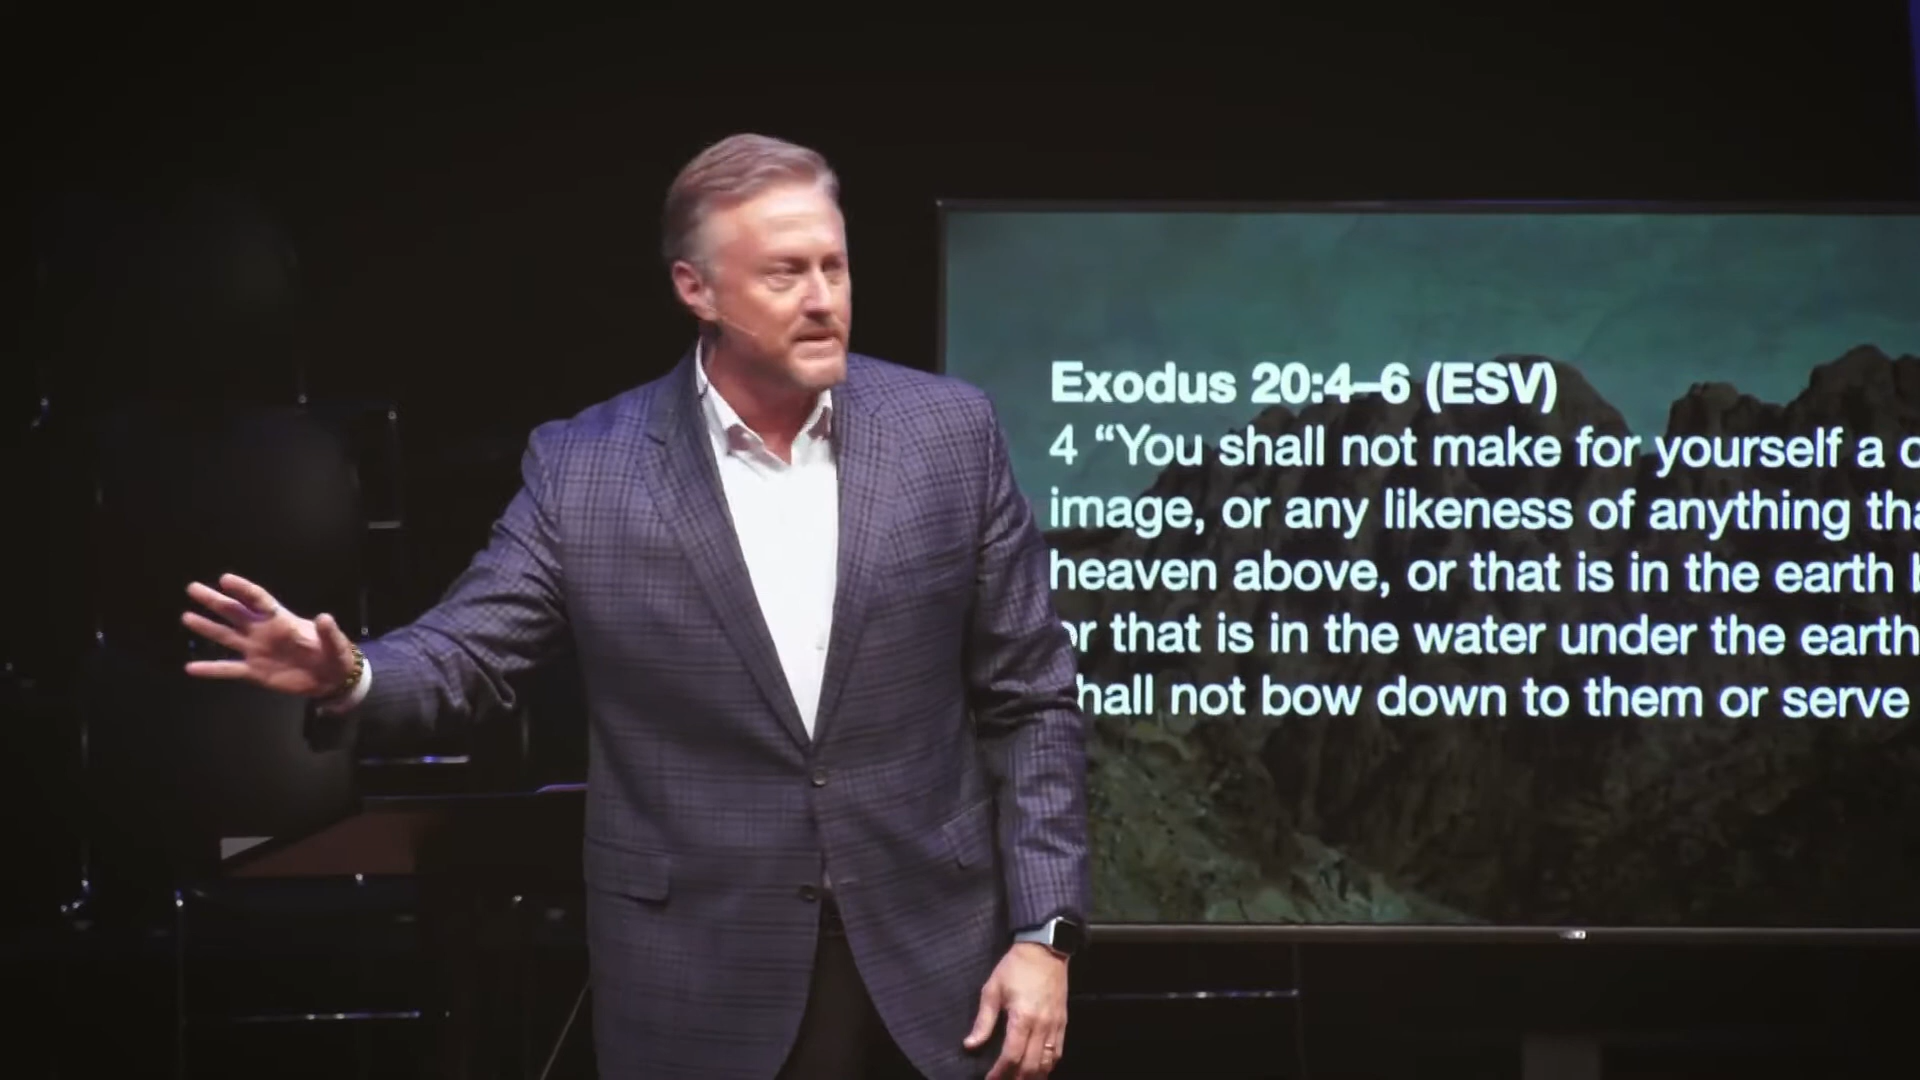 Exodus 20:4–6 (ESV)
4 “You shall not make for yourself a
image, or any likeness of anything
heaven above, or that is in the earth
or that is in the water under the earth
hall not bow down to them or serve